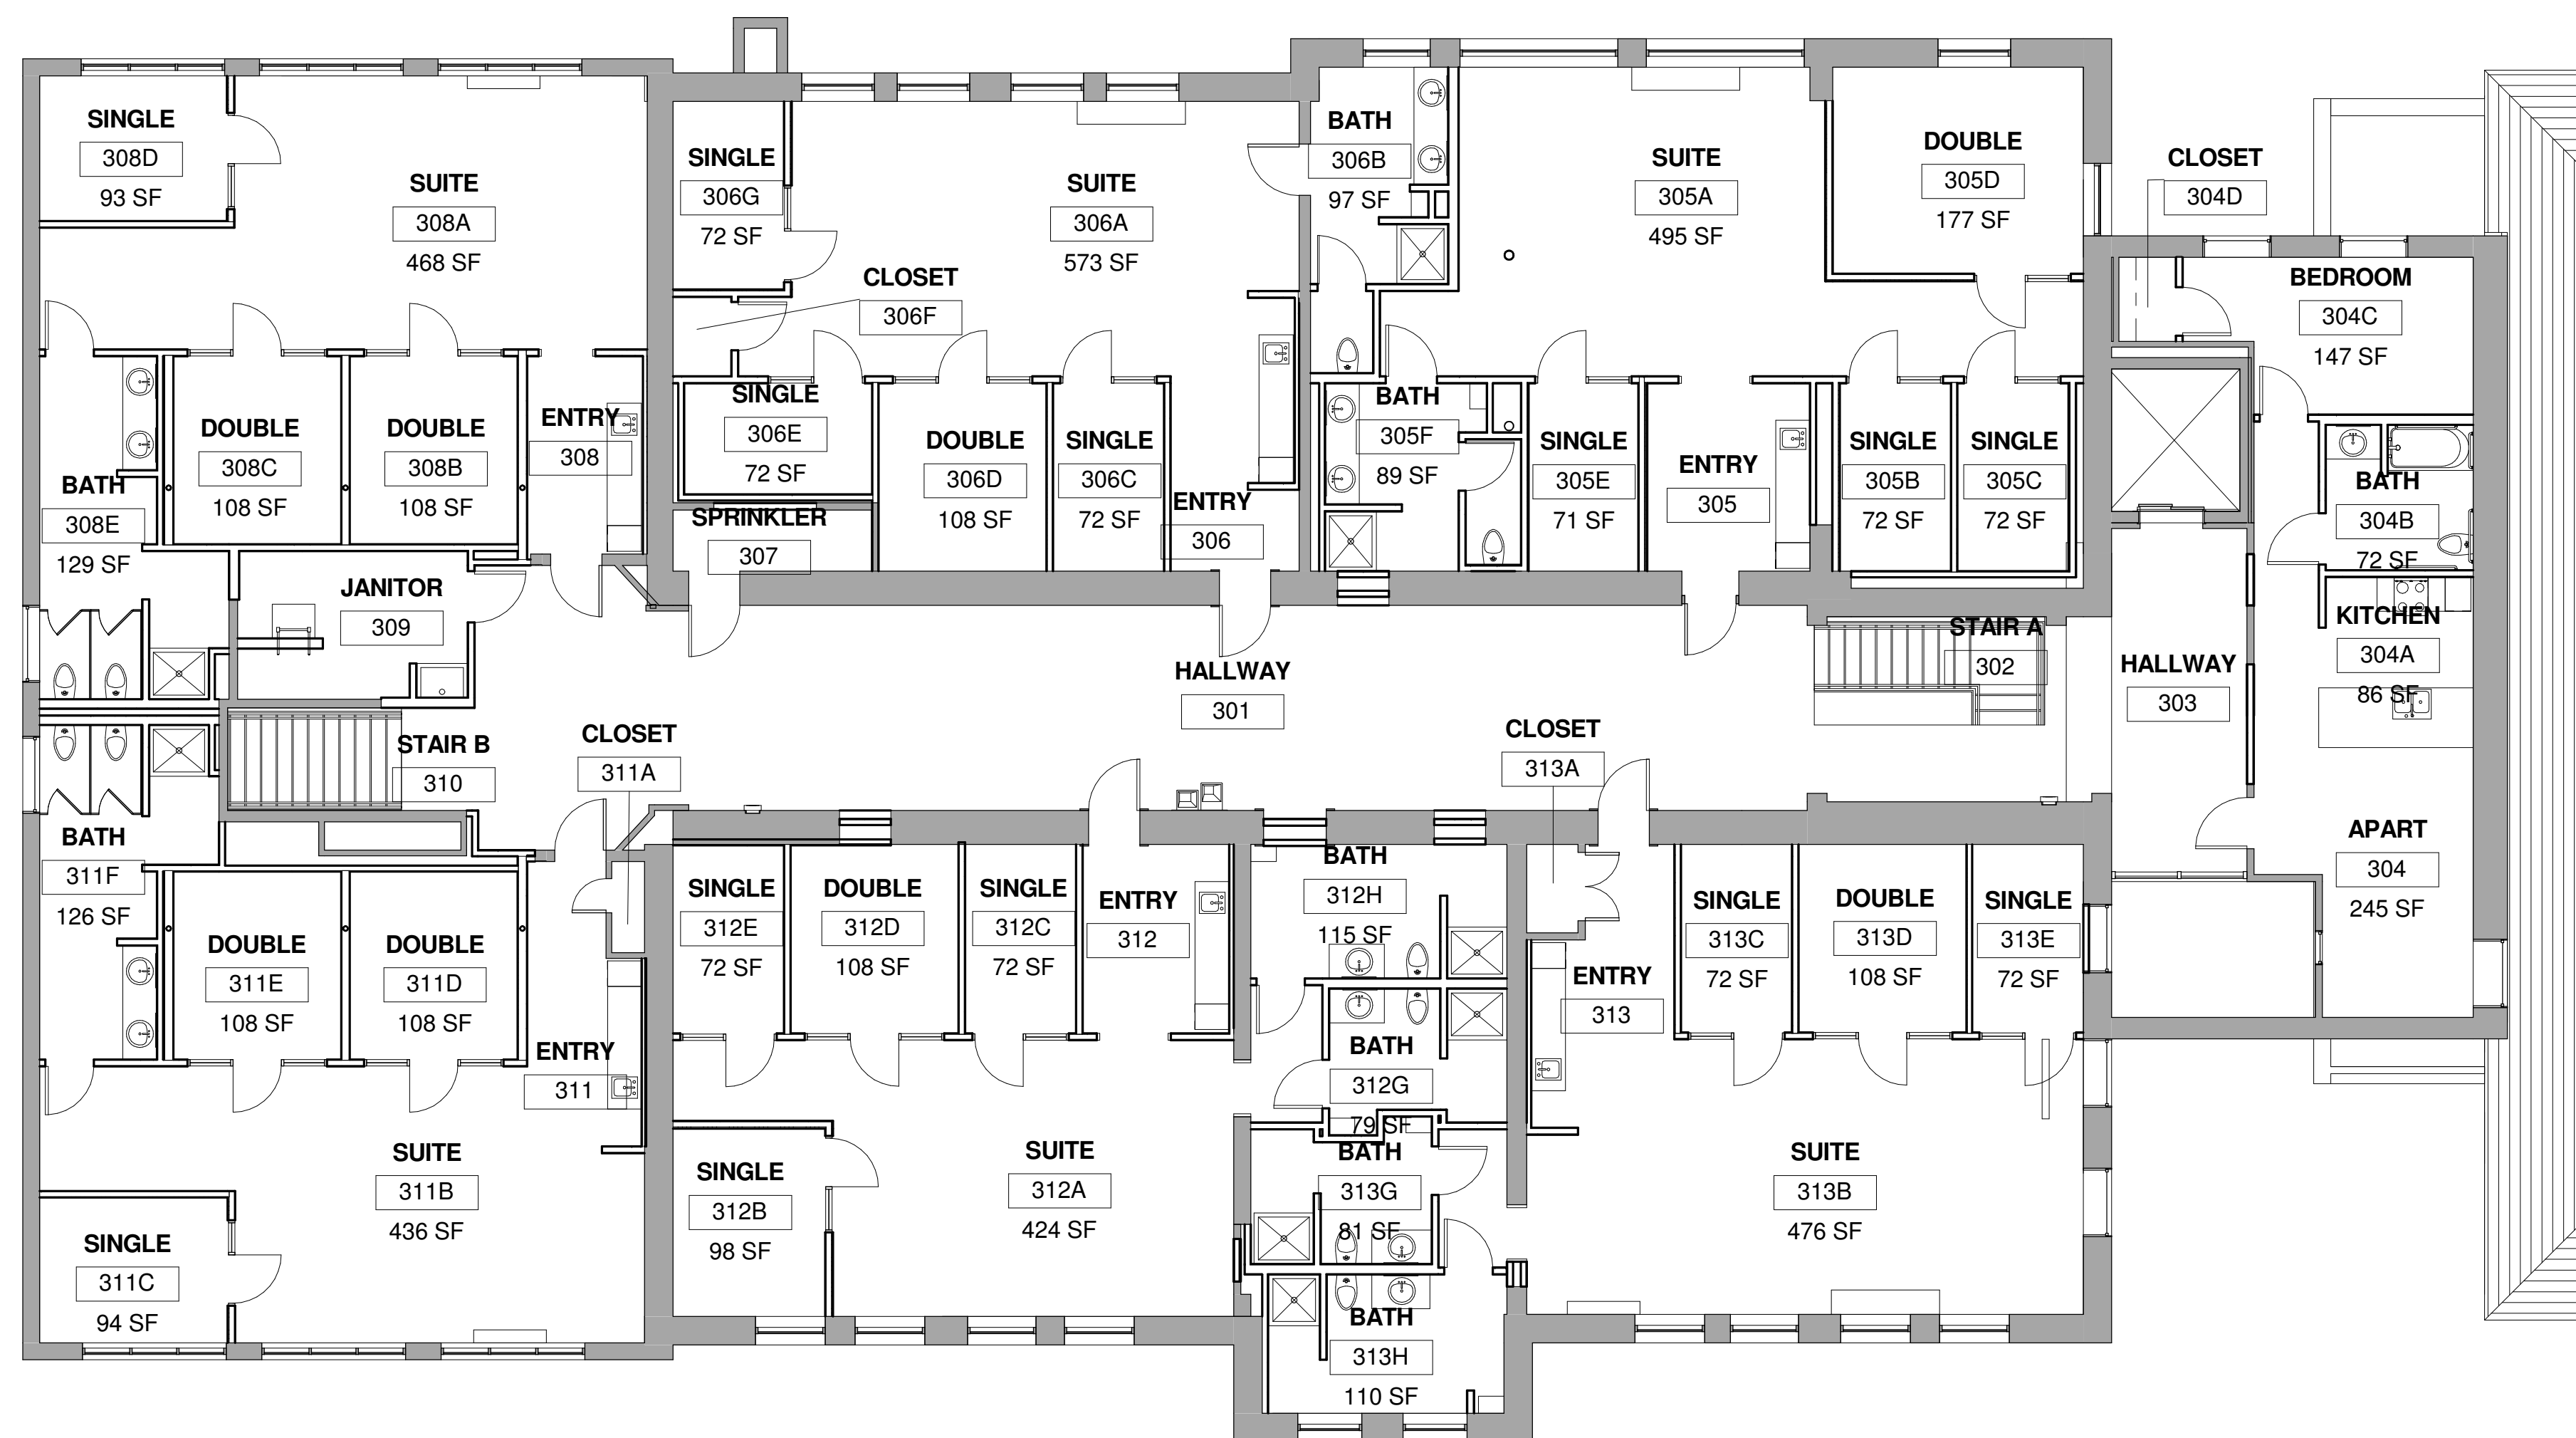 SINGLE
308D
93 SF
SUITE
308A
468 SF
SINGLE
306G
72 SF
SUITE
306A
573 SF
CLOSET
306F
BATH
306B
97 SF
SUITE
305A
495 SF
DOUBLE
305D
177 SF
CLOSET
304D
BEDROOM
304C
147 SF
DOUBLE
308C
108 SF
DOUBLE
308B
108 SF
ENTRY
308
BATH
308E
129 SF
SINGLE
306E
72 SF
DOUBLE
306D
108 SF
SINGLE
306C
72 SF
ENTRY
306
SPRINKLER
307
BATH
305F
89 SF
SINGLE
305E
71 SF
ENTRY
305
SINGLE
305B
72 SF
SINGLE
305C
72 SF
BATH
304B
72 SF
JANITOR
309
STAIR A
302
HALLWAY
303
KITCHEN
304A
86 SF
HALLWAY
301
STAIR B
310
CLOSET
311A
CLOSET
313A
BATH
311F
126 SF
DOUBLE
311E
108 SF
DOUBLE
311D
108 SF
ENTRY
311
SINGLE
312E
72 SF
DOUBLE
312D
108 SF
SINGLE
312C
72 SF
ENTRY
312
BATH
312H
115 SF
BATH
312G
79 SF
ENTRY
313
SINGLE
313C
72 SF
DOUBLE
313D
108 SF
SINGLE
313E
72 SF
APART
304
245 SF
SUITE
311B
436 SF
SINGLE
311C
94 SF
SINGLE
312B
98 SF
SUITE
312A
424 SF
BATH
313G
81 SF
BATH
313H
110 SF
SUITE
313B
476 SF